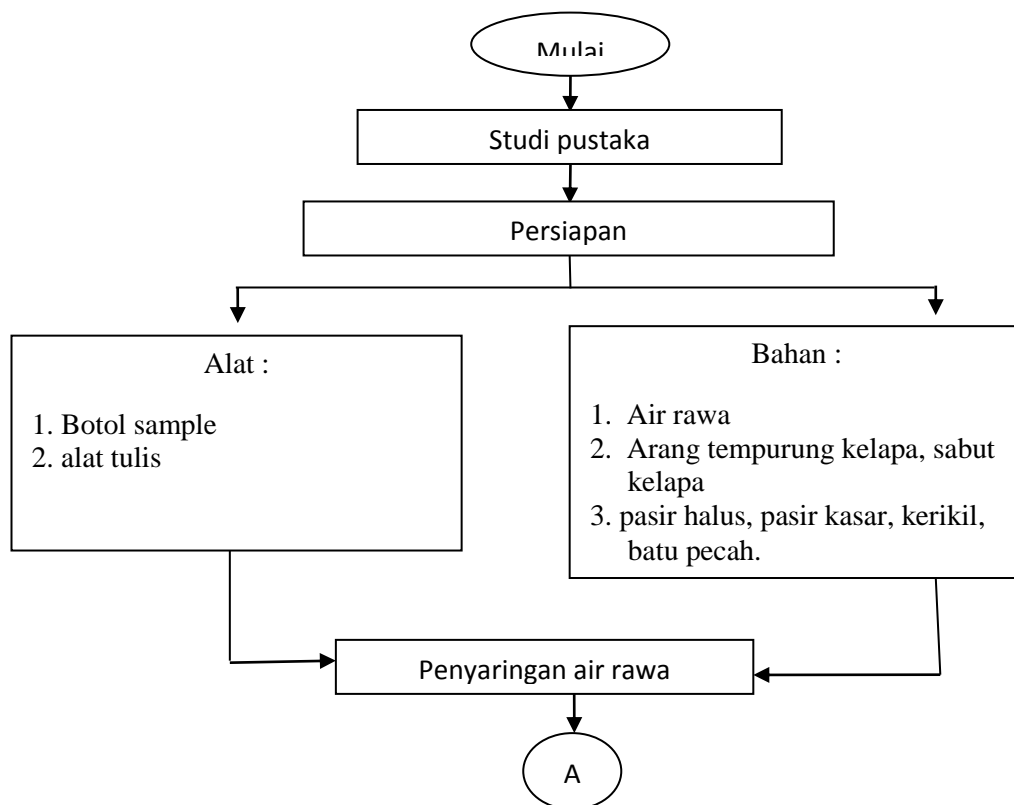 Mulai
Studi pustaka
Persiapan
Alat :
1. Botol sample
2. alat tulis
Bahan :
1. Air rawa
2. Arang tempurung kelapa, sabut
kelapa
3. pasir halus, pasir kasar, kerikil,
batu pecah.
Penyaringan air rawa
A